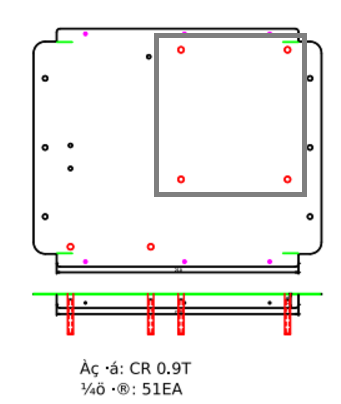 Àç ·á: CR 0.9T
¼ö ·®: 51EA